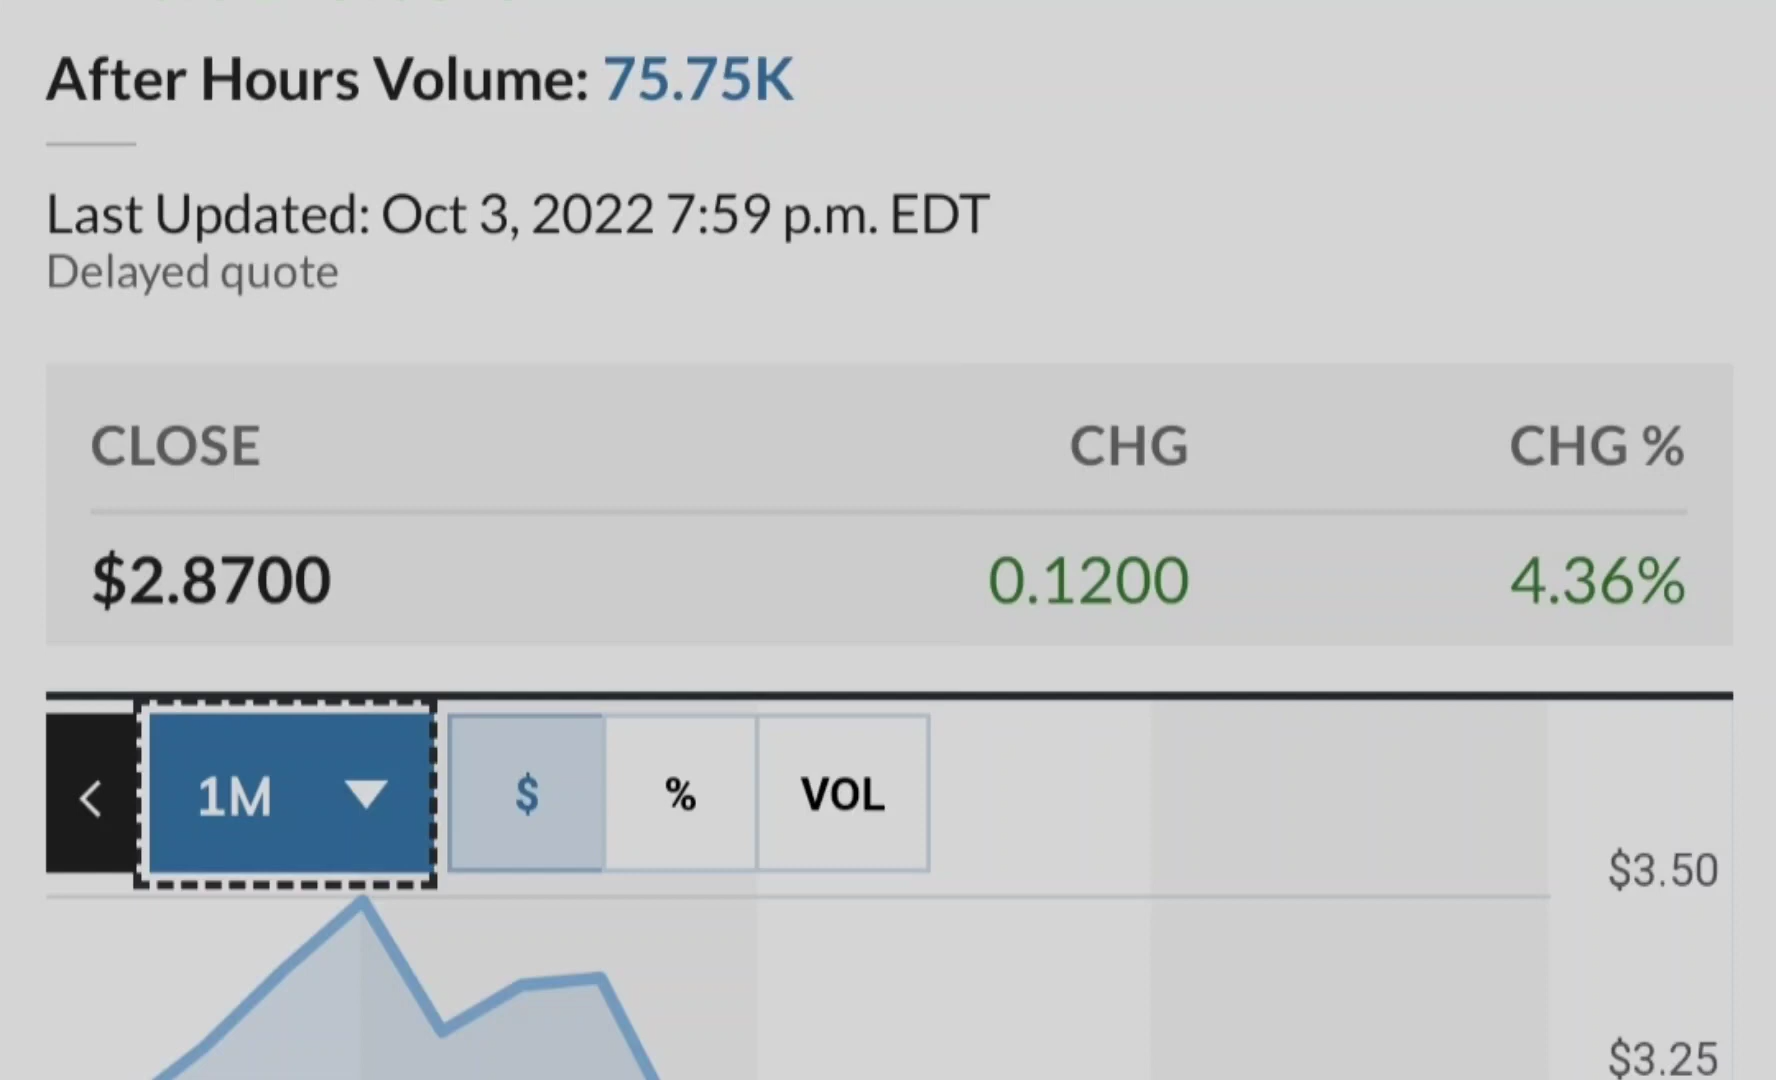 After Hours Volume: 75.75K
Last Updated: Oct 3, 2022 7:59 p.m. EDT
Delayed quote
CLOSE CHG CHG %
$2.8700 0.1200 4.36%
1M $ % VOL
$3.50
$3.25